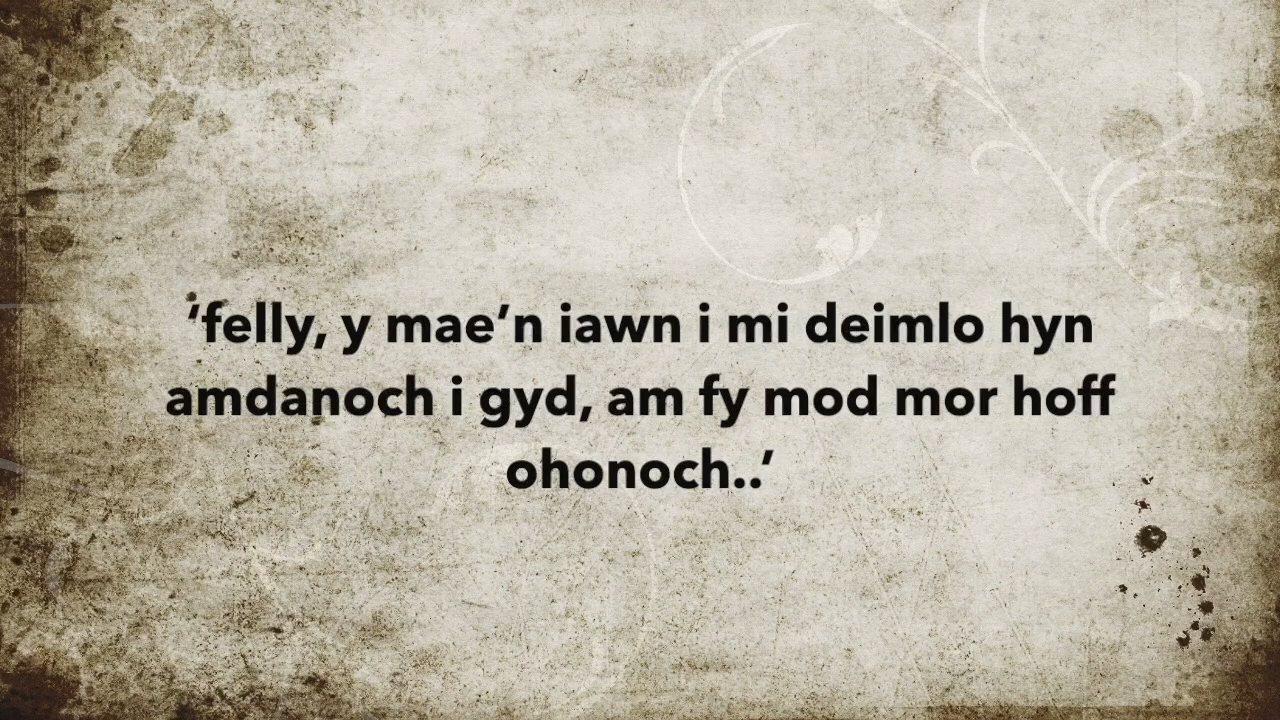 ‘felly, y mae’n iawn i mi deimlo hyn
amdanoch i gyd, am fy mod mor hoff
ohonoch..’